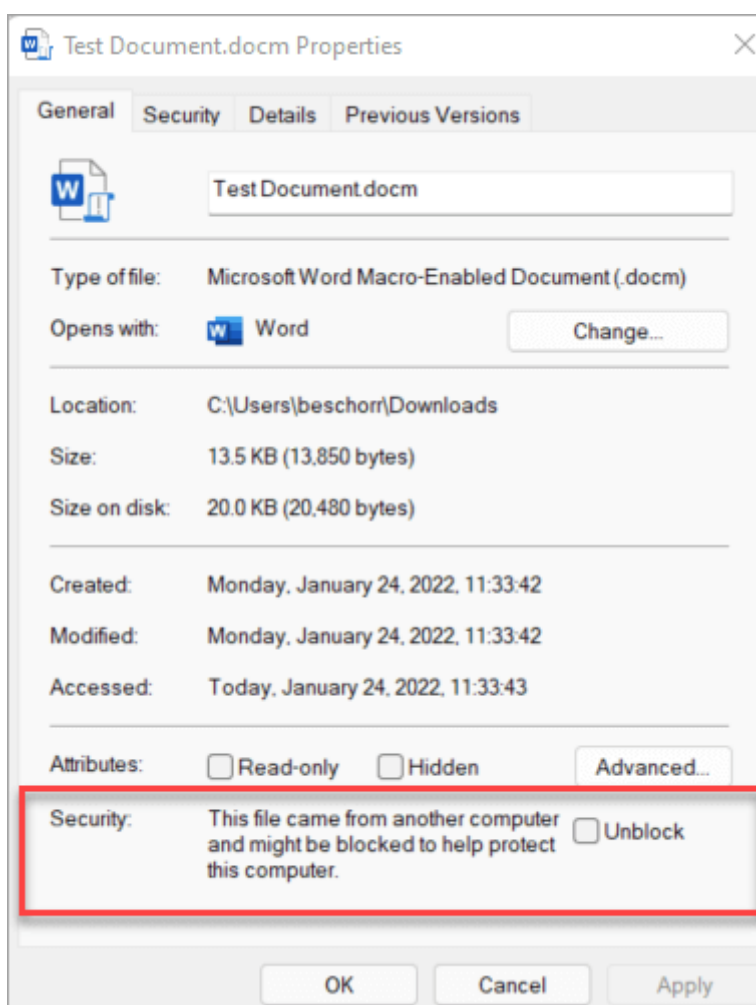 Test Document.docm Properties
General Security Details Previous Versions
Test Document.docm
Type of file: Microsoft Word Macro-Enabled Document (.docm)
Opens with: Word Change...
Location: C:\Users\beschorr\Downloads
Size: 13.5 KB (13,850 bytes)
Size on disk: 20.0 KB (20,480 bytes)
Created: Monday, January 24, 2022, 11:33:42
Modified: Monday, January 24, 2022, 11:33:42
Accessed: Today, January 24, 2022, 11:33:43
Attributes: Read-only Hidden Advanced...
Security: This file came from another computer
and might be blocked to help protect
this computer.
Unblock
OK Cancel Apply